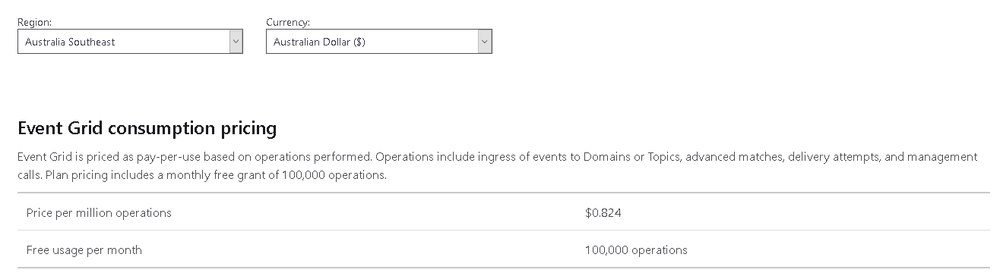 Region: Currency:
Australia Southeast Australian Dollar ($)
Event Grid consumption pricing
Event Grid is priced as pay-per-use based on operations performed. Operations include ingress of events to Domains or Topics, advanced matches, delivery attempts, and management
calls. Plan pricing includes a monthly free grant of 100,000 operations.
Price per million operations $0.824
Free usage per month 100,000 operations